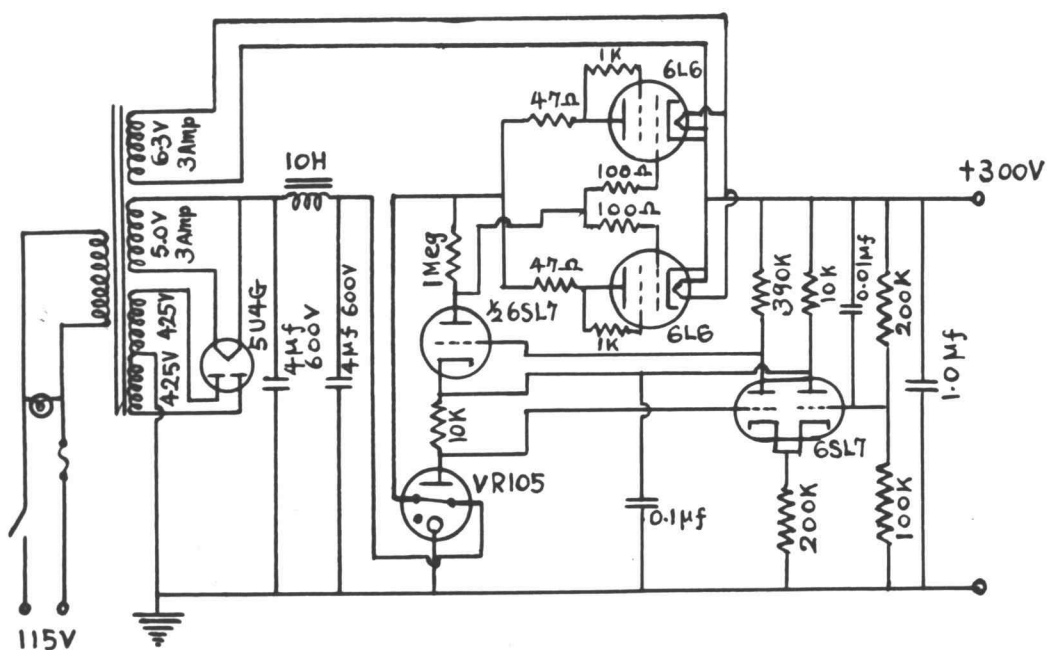 1K
6L6
47Ω
6.3V
3Amp
10H
100Ω
+300V
100Ω
5.0V
3Amp
1Meg
47Ω
390K
10K
0.01μf
200K
½6SL7
1K
6L6
425V
425V
5U4G
4μf
600V
4μf 600V
1.0μf
10K
6SL7
VR105
0.1μf
200K
100K
115V